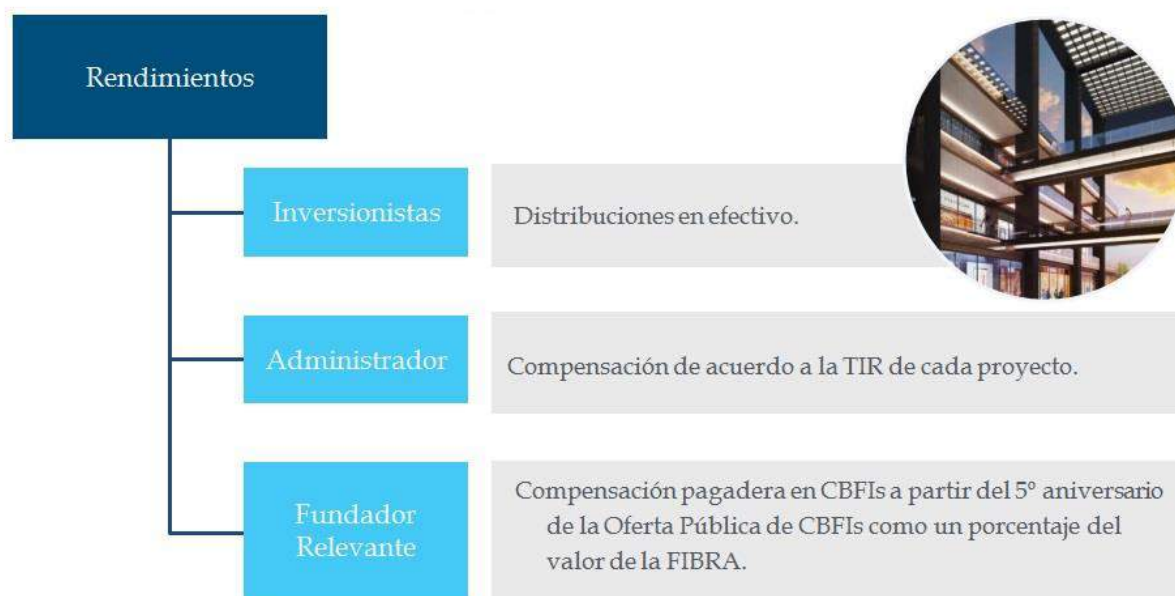 Rendimientos
Inversionistas
Distribuciones en efectivo.
Administrador
Compensación de acuerdo a la TIR de cada proyecto.
Fundador
Relevante
Compensación pagadera en CBFIs a partir del 5º aniversario
de la Oferta Pública de CBFIs como un porcentaje del
valor de la FIBRA.